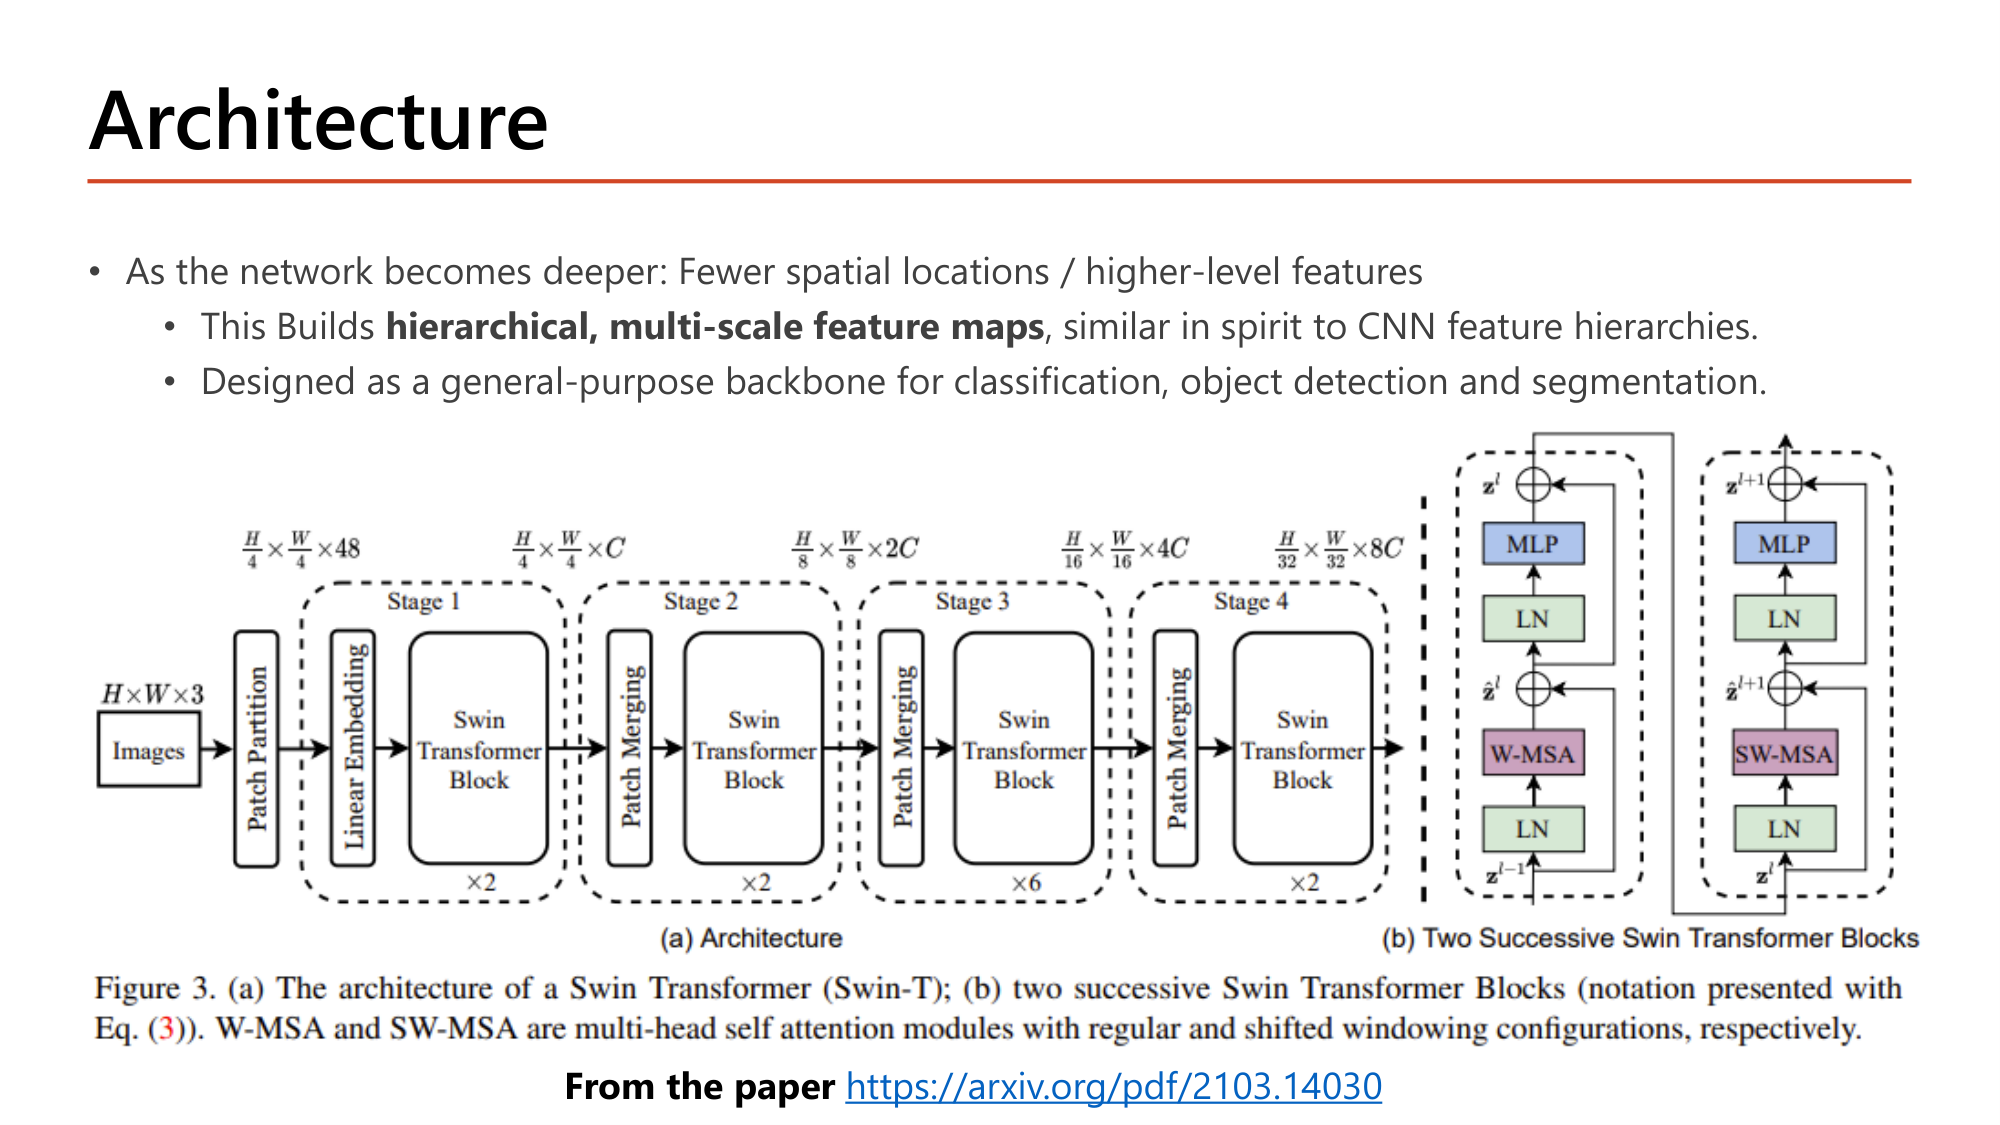 Architecture
• As the network becomes deeper: Fewer spatial locations / higher-level features
• This Builds hierarchical, multi-scale feature maps, similar in spirit to CNN feature hierarchies.
• Designed as a general-purpose backbone for classification, object detection and segmentation.
H×W×3
Images
Patch Partition
H/4 × W/4 ×48
Stage 1
Linear Embedding
Swin
Transformer
Block
×2
H/4 × W/4 ×C
Stage 2
Patch Merging
Swin
Transformer
Block
×2
H/8 × W/8 ×2C
Stage 3
Patch Merging
Swin
Transformer
Block
×6
H/16 × W/16 ×4C
Stage 4
Patch Merging
Swin
Transformer
Block
×2
H/32 × W/32 ×8C
(a) Architecture
z^l
MLP
LN
ẑ^l
W-MSA
LN
z^{l-1}
z^{l+1}
MLP
LN
ẑ^{l+1}
SW-MSA
LN
z^l
(b) Two Successive Swin Transformer Blocks
Figure 3. (a) The architecture of a Swin Transformer (Swin-T); (b) two successive Swin Transformer Blocks (notation presented with
Eq. (3)). W-MSA and SW-MSA are multi-head self attention modules with regular and shifted windowing configurations, respectively.
From the paper https://arxiv.org/pdf/2103.14030